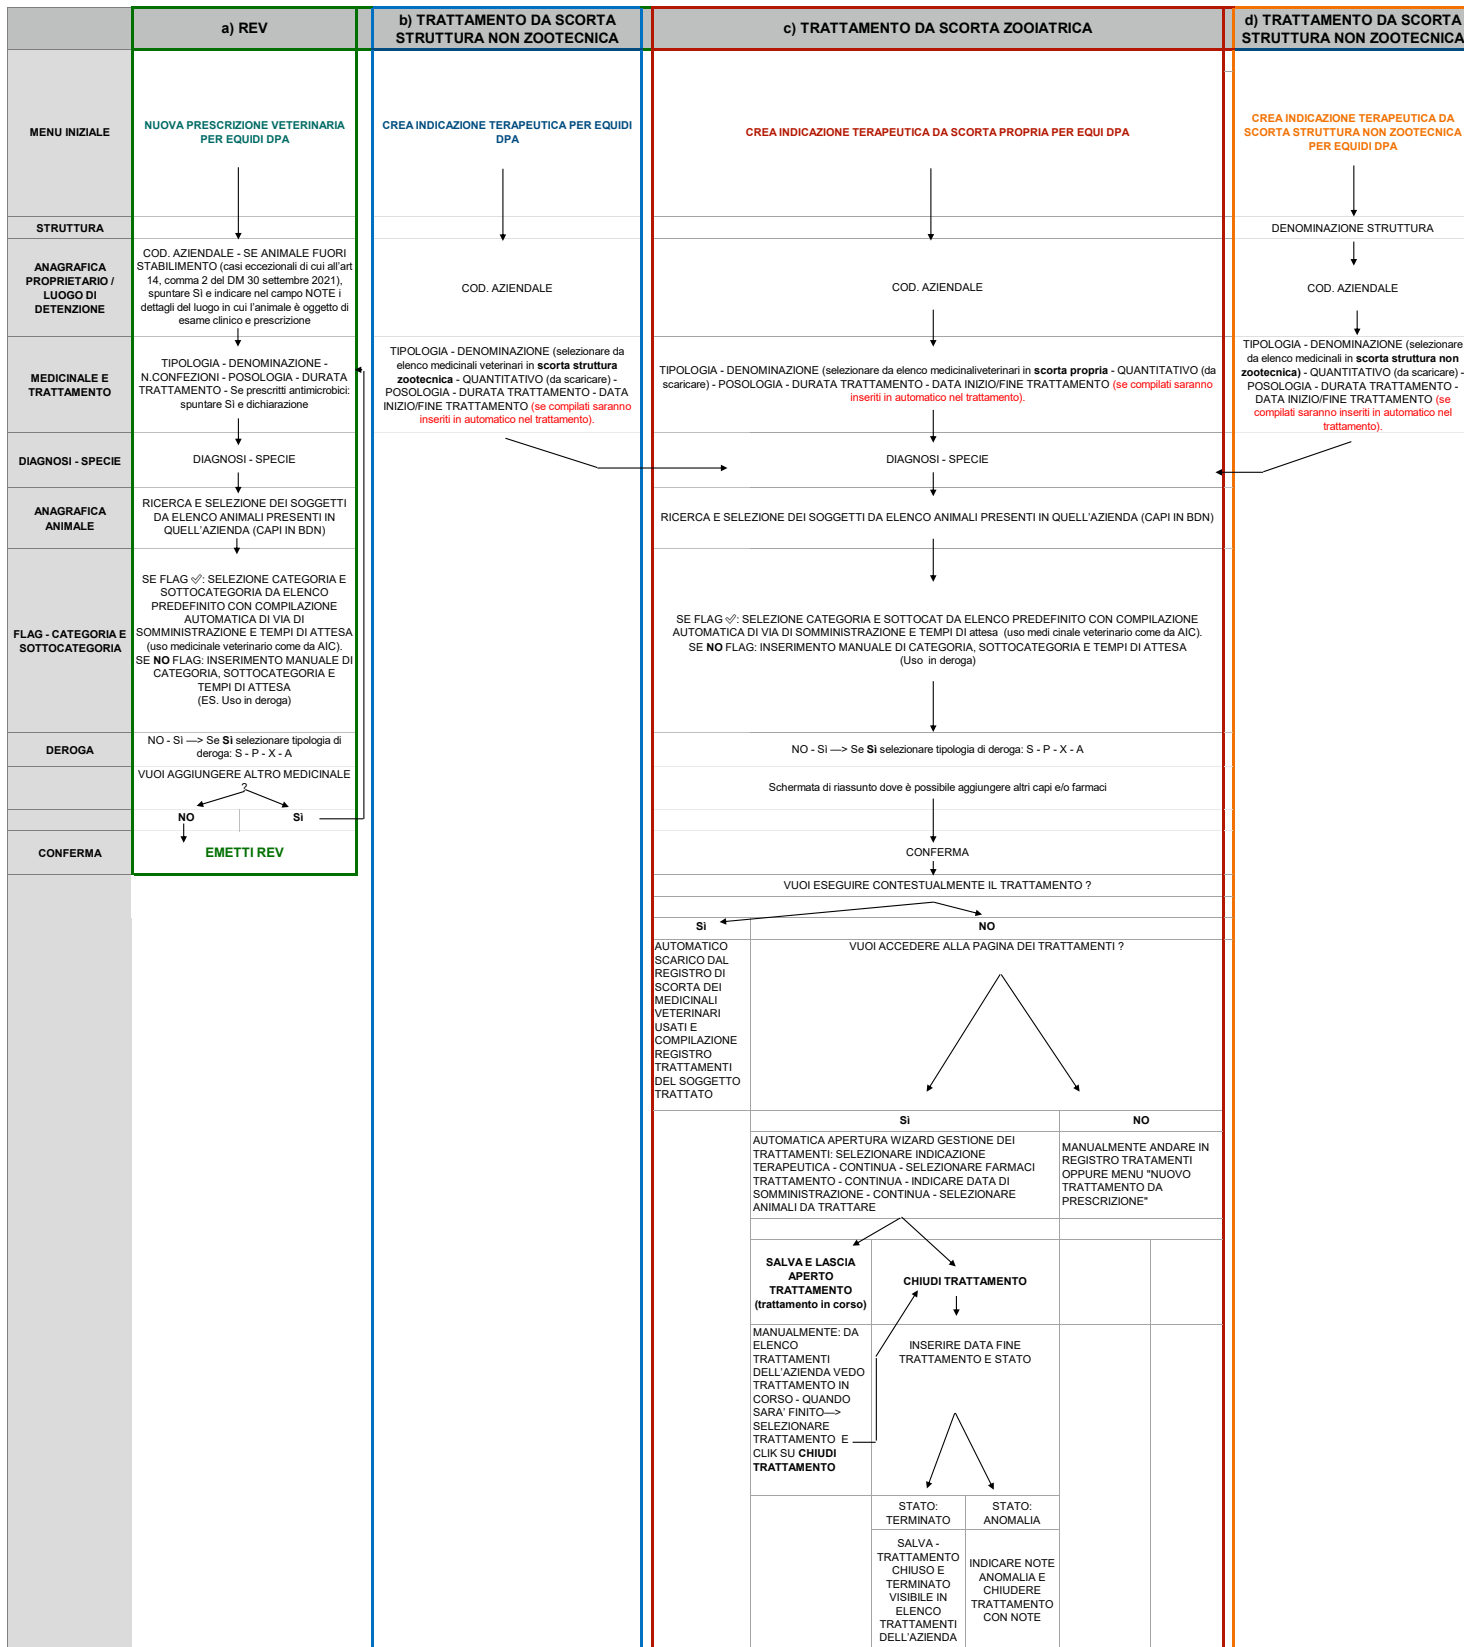 a) REV
b) TRATTAMENTO DA SCORTA
STRUTTURA NON ZOOTECNICA
c) TRATTAMENTO DA SCORTA ZOOIATRICA
d) TRATTAMENTO DA SCORTA
STRUTTURA NON ZOOTECNICA
MENU INIZIALE
NUOVA PRESCRIZIONE VETERINARIA
PER EQUIDI DPA
CREA INDICAZIONE TERAPEUTICA PER EQUIDI
DPA
CREA INDICAZIONE TERAPEUTICA DA SCORTA PROPRIA PER EQUI DPA
CREA INDICAZIONE TERAPEUTICA DA
SCORTA STRUTTURA NON ZOOTECNICA
PER EQUIDI DPA
STRUTTURA
DENOMINAZIONE STRUTTURA
ANAGRAFICA
PROPRIETARIO /
LUOGO DI
DETENZIONE
COD. AZIENDALE - SE ANIMALE FUORI
STABILIMENTO (casi eccezionali di cui all'art
14, comma 2 del DM 30 settembre 2021),
spuntare Sì e indicare nel campo NOTE i
dettagli del luogo in cui l'animale è oggetto di
esame clinico e prescrizione
COD. AZIENDALE
COD. AZIENDALE
COD. AZIENDALE
MEDICINALE E
TRATTAMENTO
TIPOLOGIA - DENOMINAZIONE -
N.CONFEZIONI - POSOLOGIA - DURATA
TRATTAMENTO - Se prescritti antimicrobici:
spuntare Sì e dichiarazione
TIPOLOGIA - DENOMINAZIONE (selezionare da
elenco medicinali veterinari in scorta struttura
zootecnica - QUANTITATIVO (da scaricare) -
POSOLOGIA - DURATA TRATTAMENTO - DATA
INIZIO/FINE TRATTAMENTO (se compilati saranno
inseriti in automatico nel trattamento).
TIPOLOGIA - DENOMINAZIONE (selezionare da elenco medicinaliveterinari in scorta propria - QUANTITATIVO (da
scaricare) - POSOLOGIA - DURATA TRATTAMENTO - DATA INIZIO/FINE TRATTAMENTO (se compilati saranno
inseriti in automatico nel trattamento).
TIPOLOGIA - DENOMINAZIONE (selezionare
da elenco medicinali in scorta struttura non
zootecnica) - QUANTITATIVO (da scaricare) -
POSOLOGIA - DURATA TRATTAMENTO -
DATA INIZIO/FINE TRATTAMENTO (se
compilati saranno inseriti in automatico nel
trattamento).
DIAGNOSI - SPECIE
DIAGNOSI - SPECIE
DIAGNOSI - SPECIE
ANAGRAFICA
ANIMALE
RICERCA E SELEZIONE DEI SOGGETTI
DA ELENCO ANIMALI PRESENTI IN
QUELL'AZIENDA (CAPI IN BDN)
RICERCA E SELEZIONE DEI SOGGETTI DA ELENCO ANIMALI PRESENTI IN QUELL'AZIENDA (CAPI IN BDN)
FLAG - CATEGORIA E
SOTTOCATEGORIA
SE FLAG ✅: SELEZIONE CATEGORIA E
SOTTOCATEGORIA DA ELENCO
PREDEFINITO CON COMPILAZIONE
AUTOMATICA DI VIA DI
SOMMINISTRAZIONE E TEMPI DI ATTESA
(uso medicinale veterinario come da AIC).
SE NO FLAG: INSERIMENTO MANUALE DI
CATEGORIA, SOTTOCATEGORIA E
TEMPI DI ATTESA
(ES. Uso in deroga)
SE FLAG ✅: SELEZIONE CATEGORIA E SOTTOCAT DA ELENCO PREDEFINITO CON COMPILAZIONE
AUTOMATICA DI VIA DI SOMMINISTRAZIONE E TEMPI DI attesa (uso medi cinale veterinario come da AIC).
SE NO FLAG: INSERIMENTO MANUALE DI CATEGORIA, SOTTOCATEGORIA E TEMPI DI ATTESA
(Uso in deroga)
DEROGA
NO - Sì —> Se Sì selezionare tipologia di
deroga: S - P - X - A
NO - Sì —> Se Sì selezionare tipologia di deroga: S - P - X - A
VUOI AGGIUNGERE ALTRO MEDICINALE
?
Schermata di riassunto dove è possibile aggiungere altri capi e/o farmaci
NO
Sì
CONFERMA
EMETTI REV
CONFERMA
VUOI ESEGUIRE CONTESTUALMENTE IL TRATTAMENTO ?
Sì
NO
AUTOMATICO
SCARICO DAL
REGISTRO DI
SCORTA DEI
MEDICINALI
VETERINARI
USATI E
COMPILAZIONE
REGISTRO
TRATTAMENTI
DEL SOGGETTO
TRATTATO
VUOI ACCEDERE ALLA PAGINA DEI TRATTAMENTI ?
Sì
NO
AUTOMATICA APERTURA WIZARD GESTIONE DEI
TRATTAMENTI: SELEZIONARE INDICAZIONE
TERAPEUTICA - CONTINUA - SELEZIONARE FARMACI
TRATTAMENTO - CONTINUA - INDICARE DATA DI
SOMMINISTRAZIONE - CONTINUA - SELEZIONARE
ANIMALI DA TRATTARE
MANUALMENTE ANDARE IN
REGISTRO TRATAMENTI
OPPURE MENU "NUOVO
TRATTAMENTO DA
PRESCRIZIONE"
SALVA E LASCIA
APERTO
TRATTAMENTO
(trattamento in corso)
CHIUDI TRATTAMENTO
MANUALMENTE: DA
ELENCO
TRATTAMENTI
DELL'AZIENDA VEDO
TRATTAMENTO IN
CORSO - QUANDO
SARA' FINITO—>
SELEZIONARE
TRATTAMENTO E
CLIK SU CHIUDI
TRATTAMENTO
INSERIRE DATA FINE
TRATTAMENTO E STATO
STATO:
TERMINATO
STATO:
ANOMALIA
SALVA -
TRATTAMENTO
CHIUSO E
TERMINATO
VISIBILE IN
ELENCO
TRATTAMENTI
DELL'AZIENDA
INDICARE NOTE
ANOMALIA E
CHIUDERE
TRATTAMENTO
CON NOTE